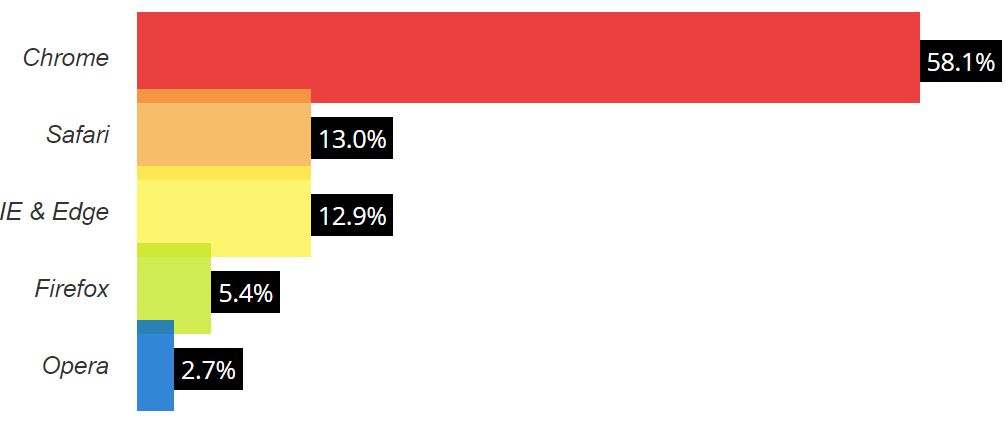 Chrome 58.1%
Safari 13.0%
IE & Edge 12.9%
Firefox 5.4%
Opera 2.7%